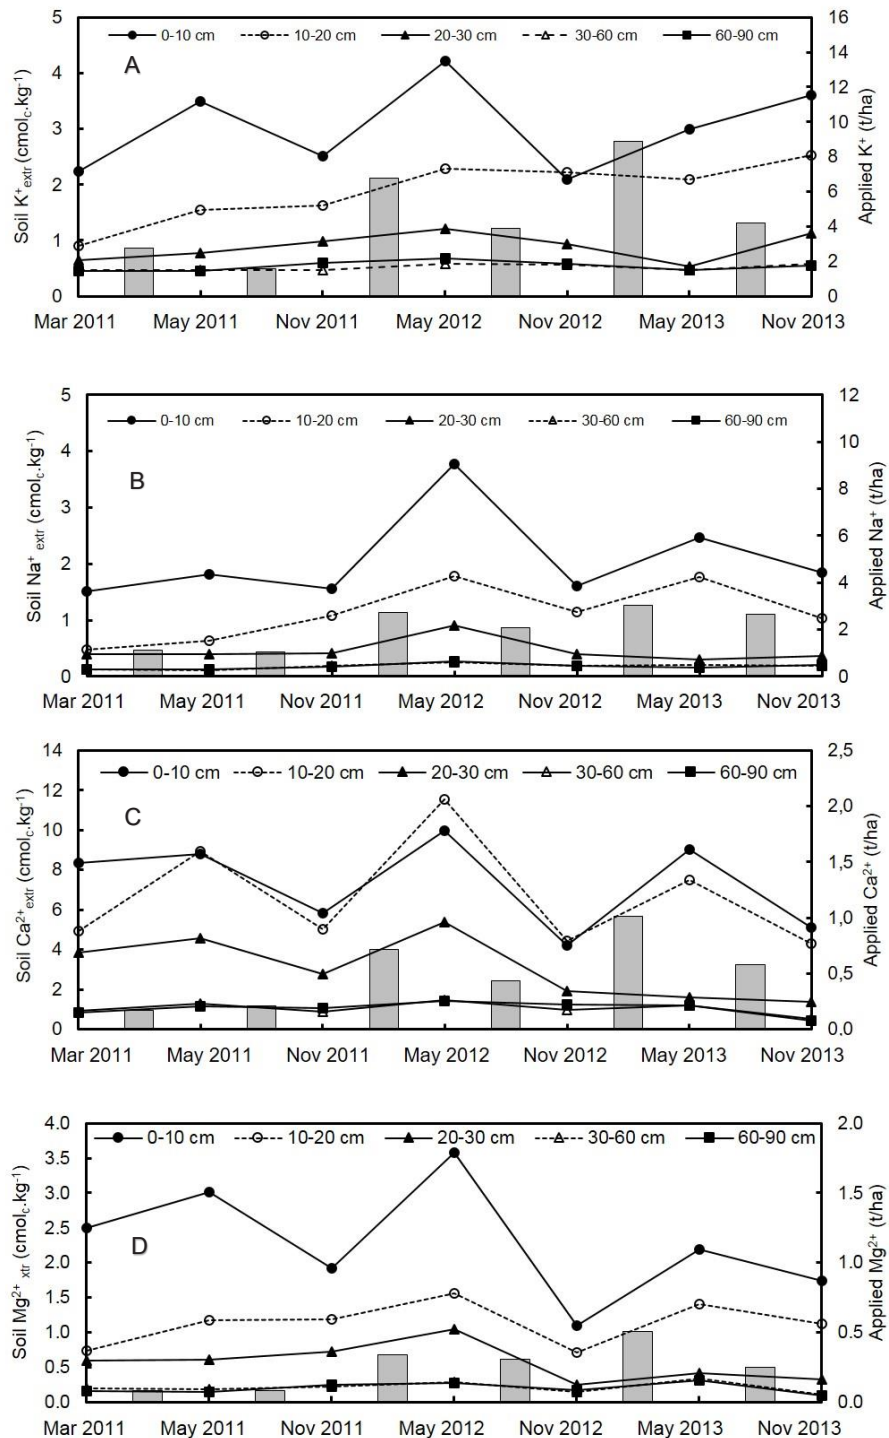 5 16
0-10 cm 10-20 cm 20-30 cm 30-60 cm 60-90 cm
14
A
4
12
3 10
8
2 6
4
1
2
0 0
Soil K⁺extr (cmolc.kg⁻¹)
Applied K⁺ (t/ha)
Mar 2011 May 2011 Nov 2011 May 2012 Nov 2012 May 2013 Nov 2013
5 12
0-10 cm 10-20 cm 20-30 cm 30-60 cm 60-90 cm
10
4
B
8
3
6
2
4
1 2
0 0
Soil Na⁺ extr (cmolc.kg⁻¹)
Applied Na⁺ (t/ha)
Mar 2011 May 2011 Nov 2011 May 2012 Nov 2012 May 2013 Nov 2013
14 2,5
0-10 cm 10-20 cm 20-30 cm 30-60 cm 60-90 cm
12
C 2,0
10
8 1,5
6 1,0
4
0,5
2
0 0,0
Soil Ca²⁺extr (cmolc.kg⁻¹)
Applied Ca²⁺ (t/ha)
Mar 2011 May 2011 Nov 2011 May 2012 Nov 2012 May 2013 Nov 2013
4.0 2.0
0-10 cm 10-20 cm 20-30 cm 30-60 cm 60-90 cm
3.5
3.0 1.5
2.5
D
2.0 1.0
1.5
1.0 0.5
0.5
0.0 0.0
Soil Mg²⁺ xtr (cmolc.kg⁻¹)
Applied Mg²⁺ (t/ha)
Mar 2011 May 2011 Nov 2011 May 2012 Nov 2012 May 2013 Nov 2013